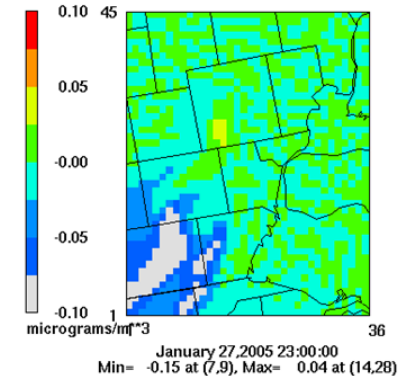 0.10
45
0.05
-0.00
-0.05
-0.10
1
micrograms/m**3
36
January 27,2005 23:00:00
Min= -0.15 at (7,9), Max= 0.04 at (14,28)